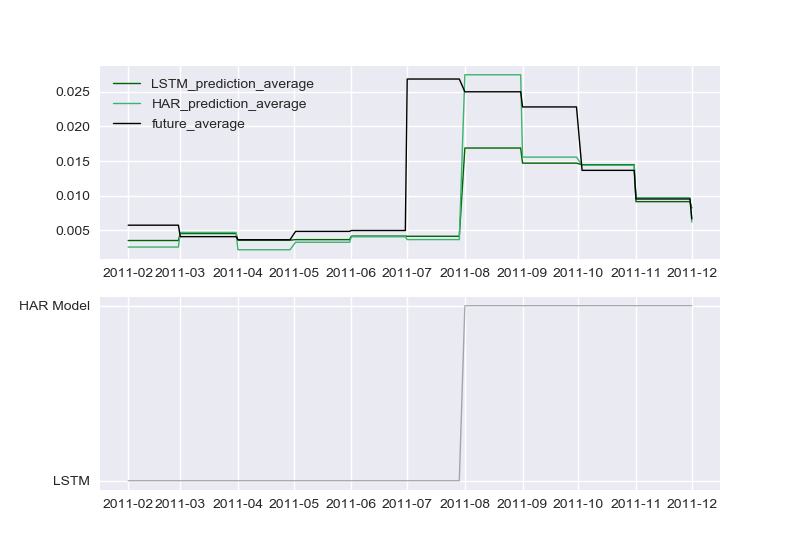 LSTM_prediction_average
HAR_prediction_average
future_average
0.025
0.020
0.015
0.010
0.005
2011-02 2011-03 2011-04 2011-05 2011-06 2011-07 2011-08 2011-09 2011-10 2011-11 2011-12
HAR Model
LSTM
2011-02 2011-03 2011-04 2011-05 2011-06 2011-07 2011-08 2011-09 2011-10 2011-11 2011-12